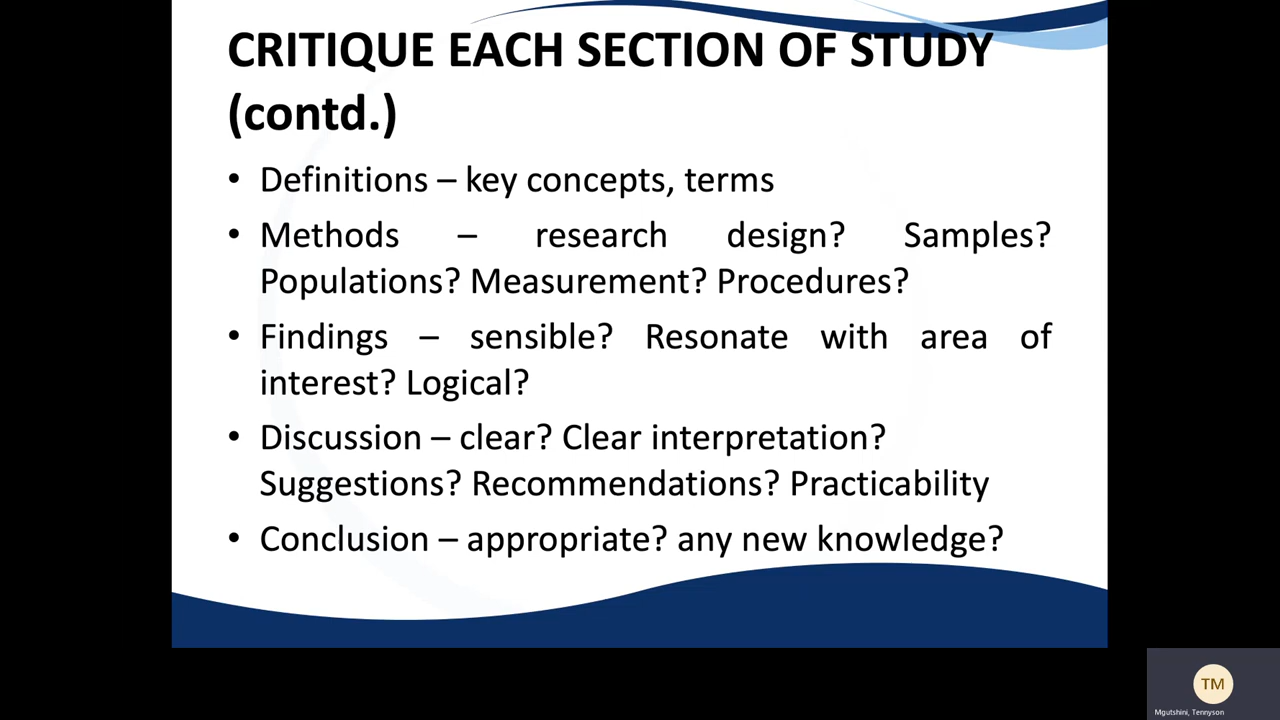 CRITIQUE EACH SECTION OF STUDY
(contd.)
• Definitions – key concepts, terms
• Methods – research design? Samples?
Populations? Measurement? Procedures?
• Findings – sensible? Resonate with area of
interest? Logical?
• Discussion – clear? Clear interpretation?
Suggestions? Recommendations? Practicability
• Conclusion – appropriate? any new knowledge?
TM
Mgutshini, Tennyson